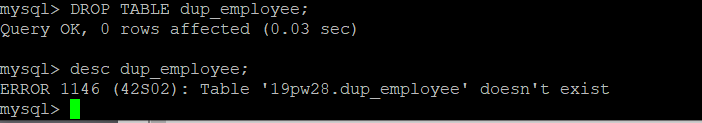 mysql> DROP TABLE dup_employee;
Query OK, 0 rows affected (0.03 sec)
mysql> desc dup_employee;
ERROR 1146 (42S02): Table '19pw28.dup_employee' doesn't exist
mysql>